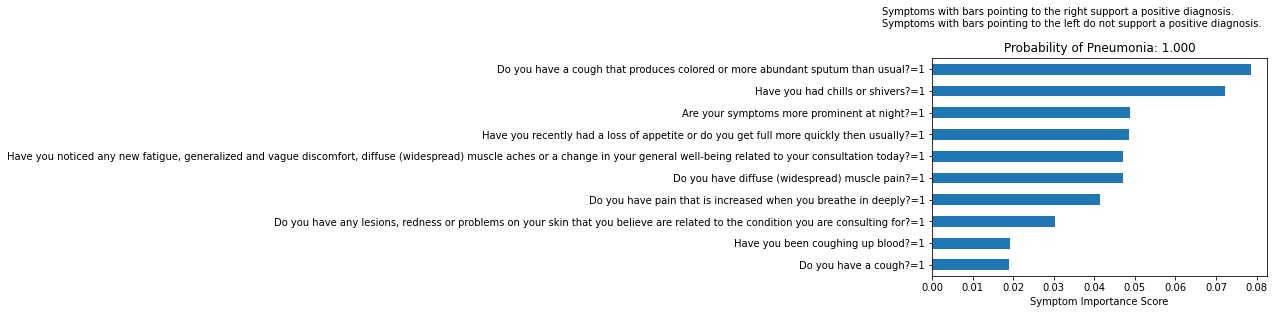 Symptoms with bars pointing to the right support a positive diagnosis.
Symptoms with bars pointing to the left do not support a positive diagnosis.
Probability of Pneumonia: 1.000
Do you have a cough that produces colored or more abundant sputum than usual?=1
Have you had chills or shivers?=1
Are your symptoms more prominent at night?=1
Have you recently had a loss of appetite or do you get full more quickly then usually?=1
Have you noticed any new fatigue, generalized and vague discomfort, diffuse (widespread) muscle aches or a change in your general well-being related to your consultation today?=1
Do you have diffuse (widespread) muscle pain?=1
Do you have pain that is increased when you breathe in deeply?=1
Do you have any lesions, redness or problems on your skin that you believe are related to the condition you are consulting for?=1
Have you been coughing up blood?=1
Do you have a cough?=1
0.00 0.01 0.02 0.03 0.04 0.05 0.06 0.07 0.08
Symptom Importance Score